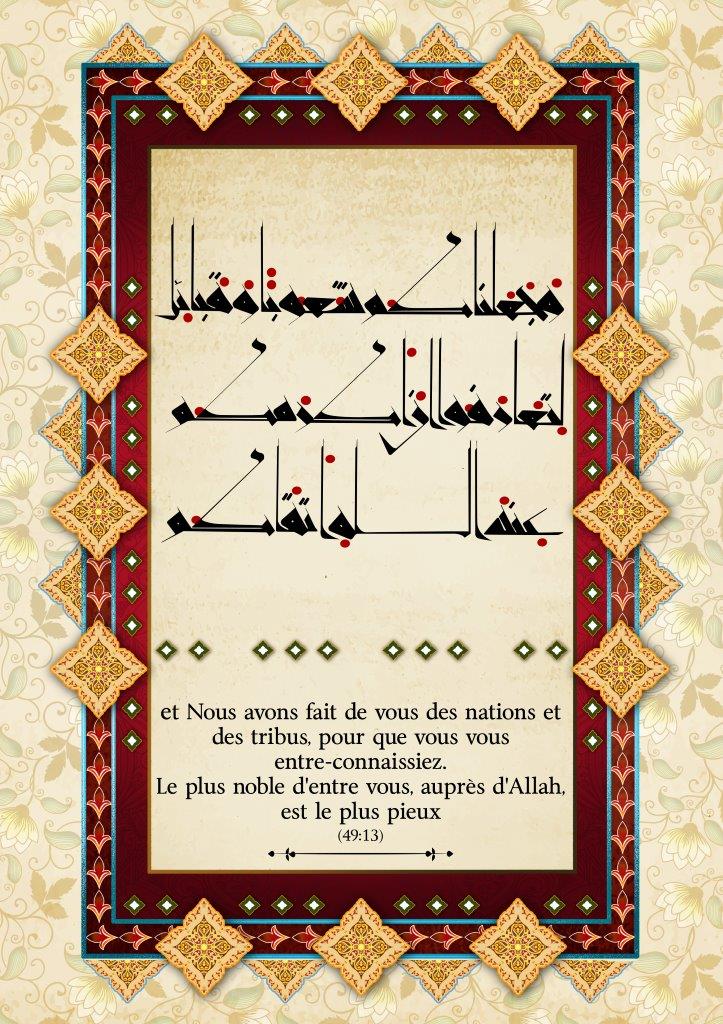 وجعلنكم شعوبا وقبائل
لتعارفوا إن أكرمكم
عند الله أتقاكم
et Nous avons fait de vous des nations et
des tribus, pour que vous vous
entre-connaissiez.
Le plus noble d'entre vous, auprès d'Allah,
est le plus pieux
(49:13)